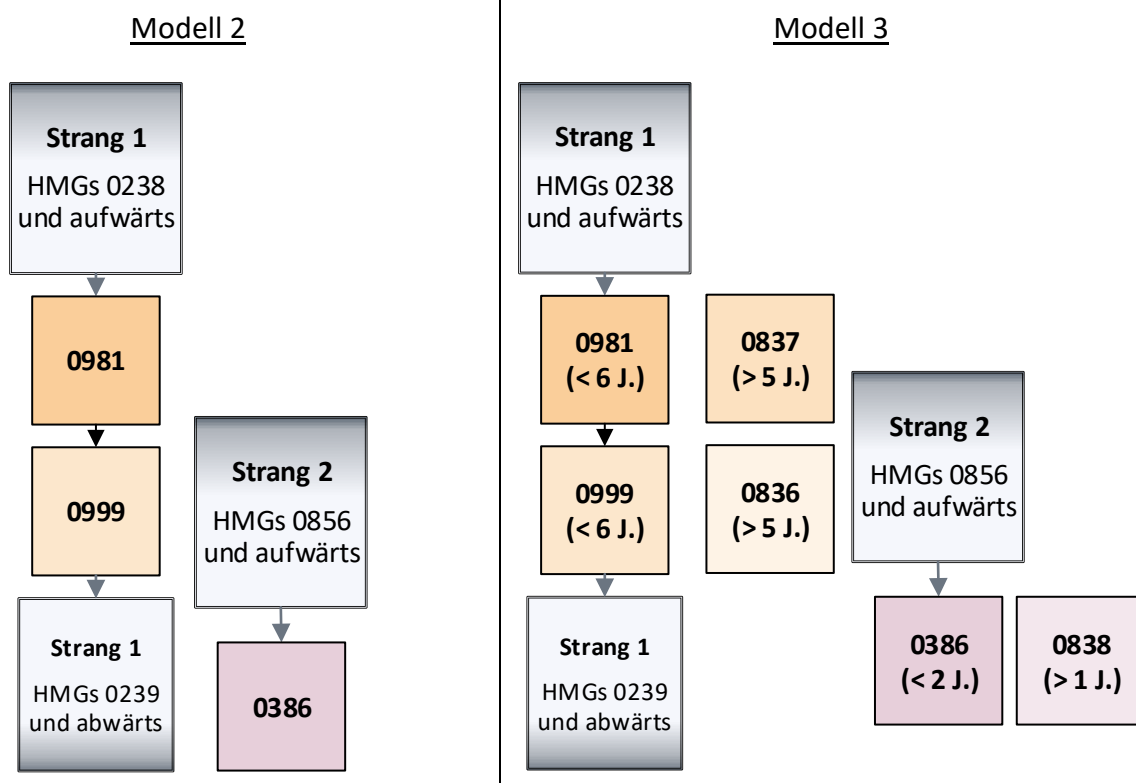 Modell 2
Strang 1
HMGs 0238
und aufwärts
0981
0999
Strang 2
HMGs 0856
und aufwärts
Strang 1
HMGs 0239
und abwärts
0386
Modell 3
Strang 1
HMGs 0238
und aufwärts
0981
(< 6 J.)
0837
(> 5 J.)
0999
(< 6 J.)
0836
(> 5 J.)
Strang 2
HMGs 0856
und aufwärts
Strang 1
HMGs 0239
und abwärts
0386
(< 2 J.)
0838
(> 1 J.)